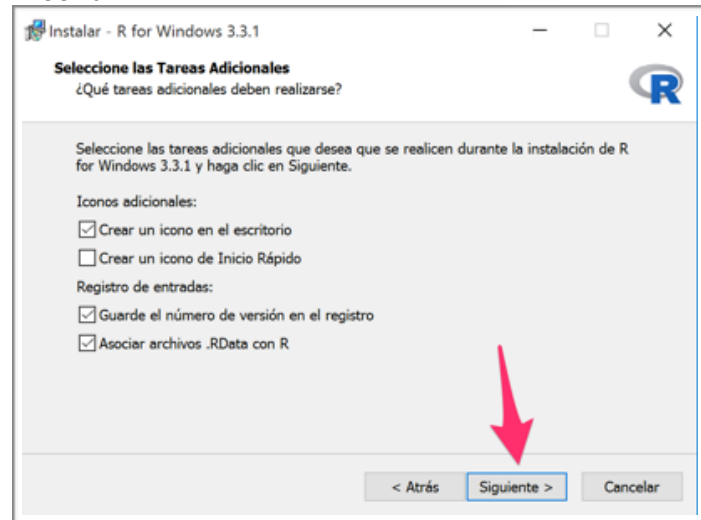 Instalar - R for Windows 3.3.1
Seleccione las Tareas Adicionales
¿Qué tareas adicionales deben realizarse?
R
Seleccione las tareas adicionales que desea que se realicen durante la instalación de R
for Windows 3.3.1 y haga clic en Siguiente.
Iconos adicionales:
Crear un icono en el escritorio
Crear un icono de Inicio Rápido
Registro de entradas:
Guarde el número de versión en el registro
Asociar archivos .RData con R
< Atrás Siguiente > Cancelar